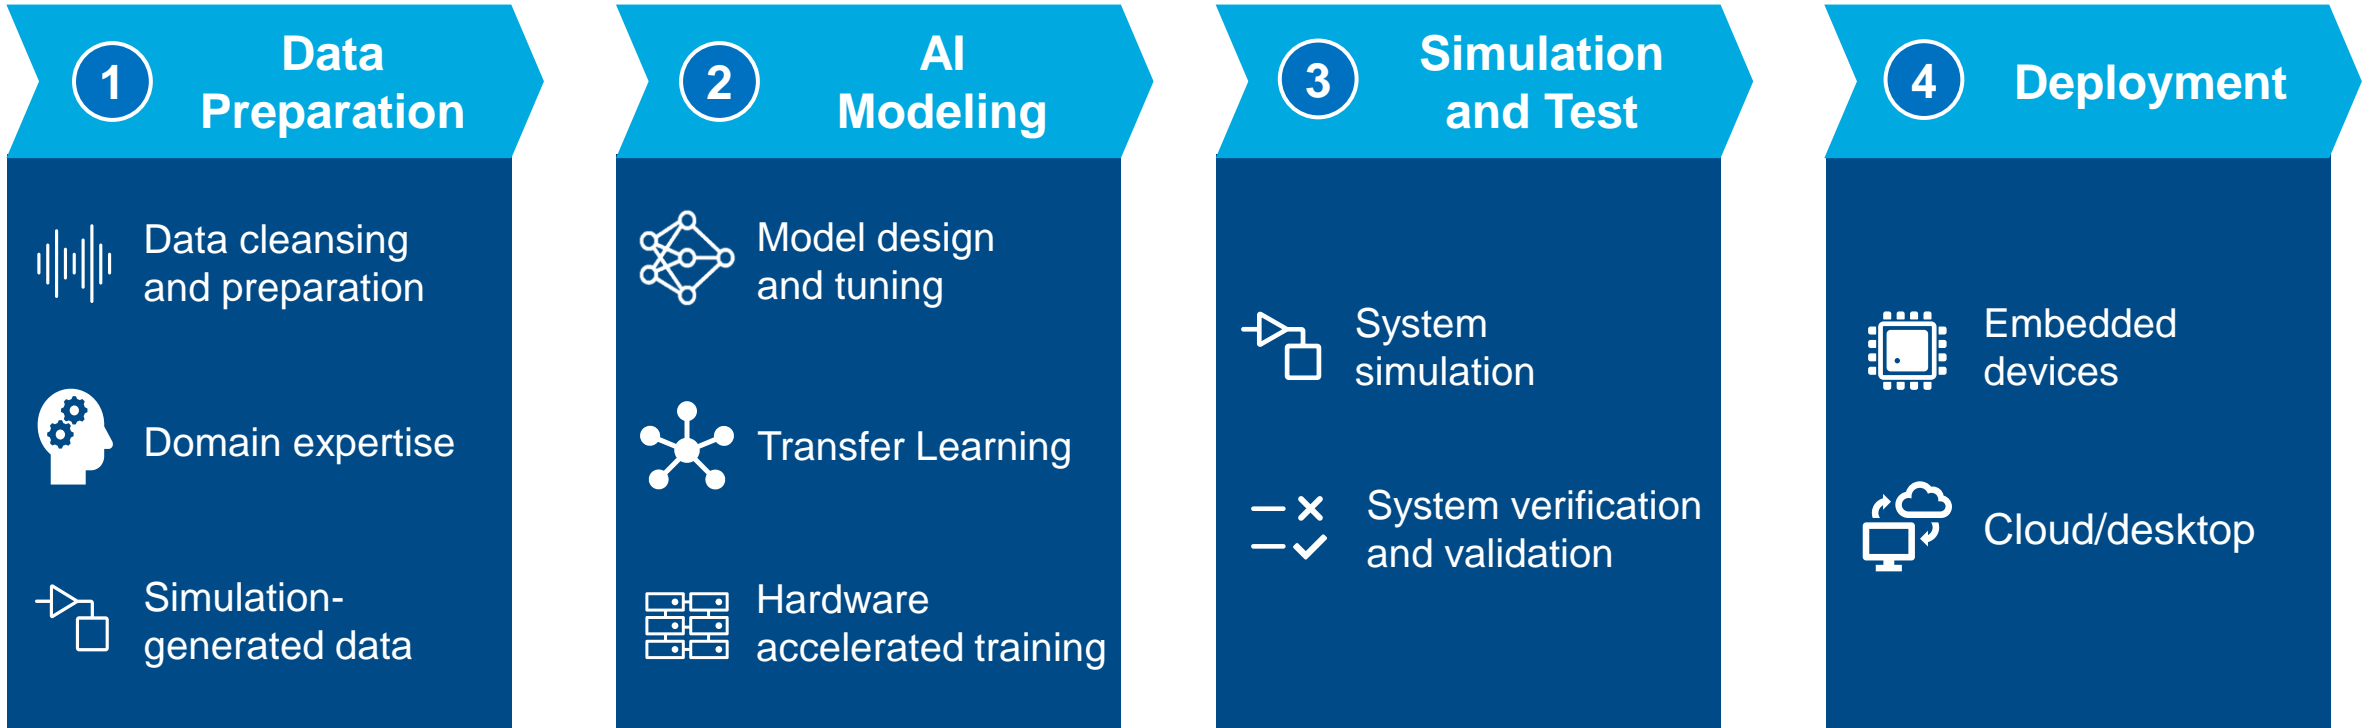 1
Data
Preparation
Data cleansing
and preparation
Domain expertise
Simulation-
generated data
2
AI
Modeling
Model design
and tuning
Transfer Learning
Hardware
accelerated training
3
Simulation
and Test
System
simulation
System verification
and validation
4
Deployment
Embedded
devices
Cloud/desktop